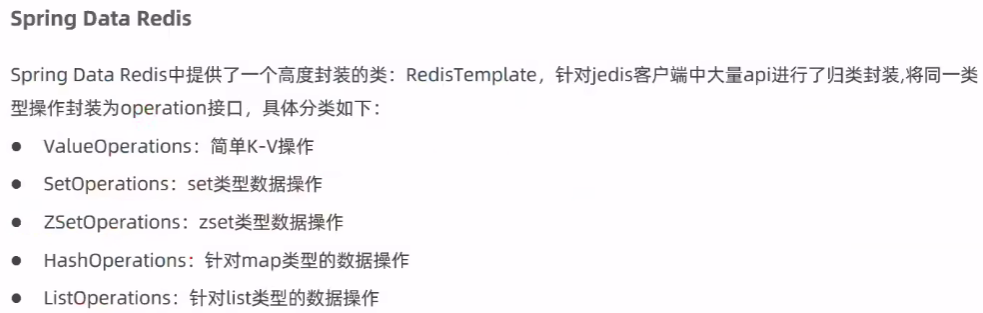 Spring Data Redis
Spring Data Redis中提供了一个高度封装的类：RedisTemplate，针对jedis客户端中大量api进行了归类封装,将同一类
型操作封装为operation接口，具体分类如下：
● ValueOperations：简单K-V操作
● SetOperations：set类型数据操作
● ZSetOperations：zset类型数据操作
● HashOperations：针对map类型的数据操作
● ListOperations：针对list类型的数据操作